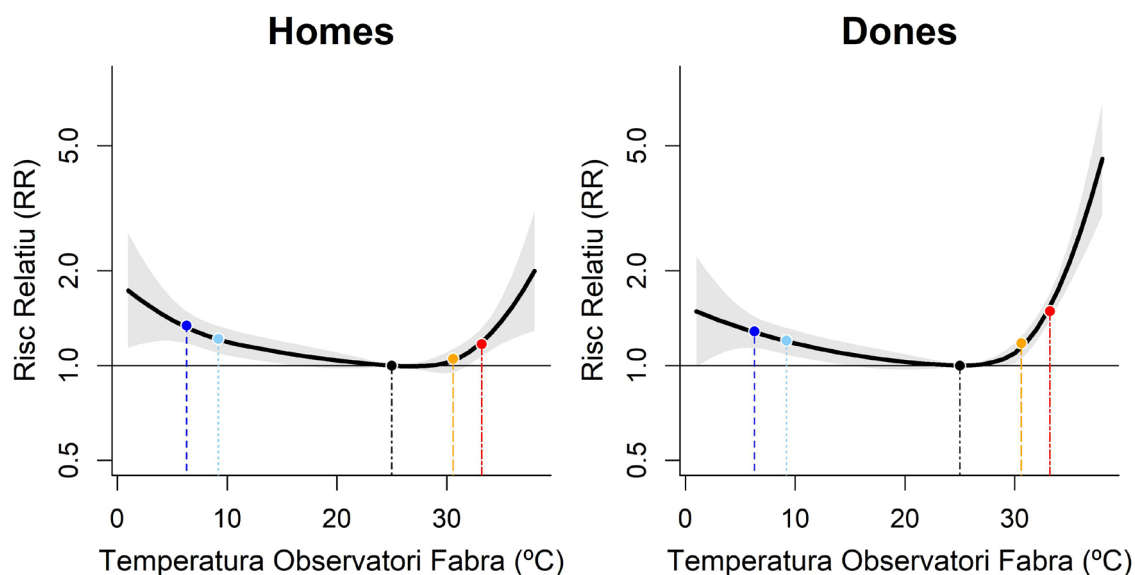 Homes
Risc Relatiu (RR)
5.0
2.0
1.0
0.5
0 10 20 30
Temperatura Observatori Fabra (ºC)
Dones
Risc Relatiu (RR)
5.0
2.0
1.0
0.5
0 10 20 30
Temperatura Observatori Fabra (ºC)